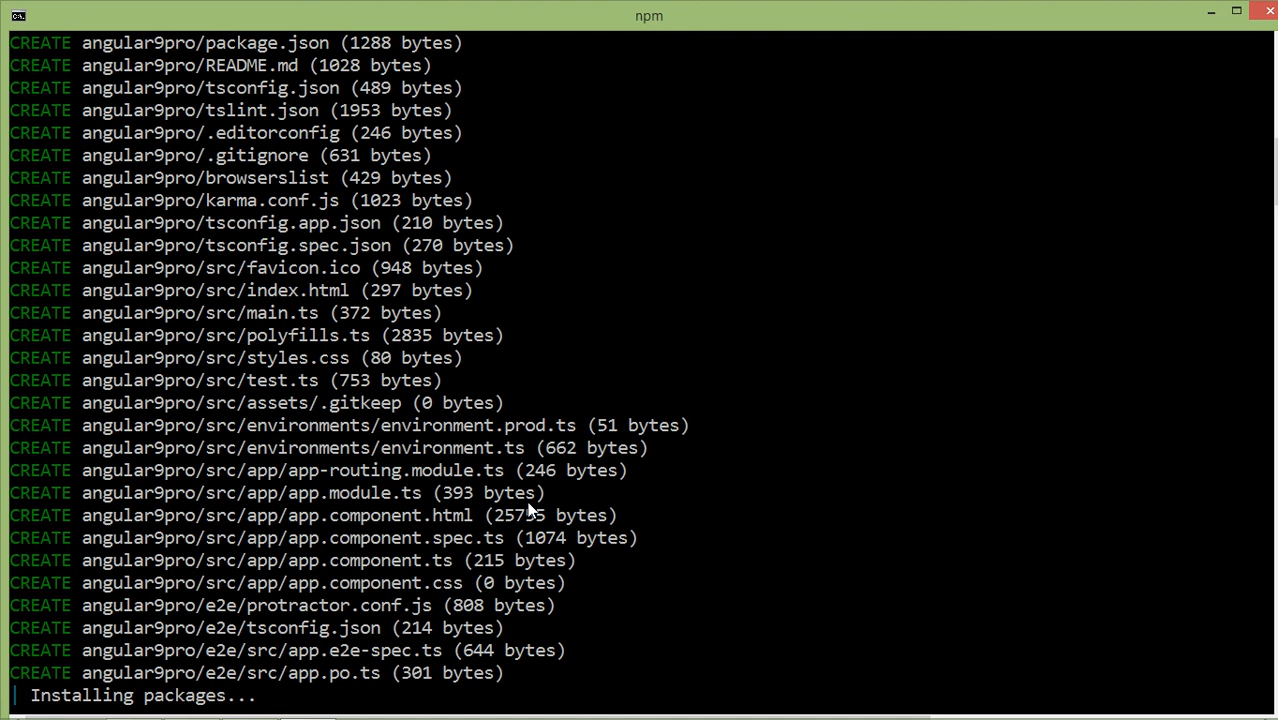 npm
CREATE angular9pro/package.json (1288 bytes)
CREATE angular9pro/README.md (1028 bytes)
CREATE angular9pro/tsconfig.json (489 bytes)
CREATE angular9pro/tslint.json (1953 bytes)
CREATE angular9pro/.editorconfig (246 bytes)
CREATE angular9pro/.gitignore (631 bytes)
CREATE angular9pro/browserslist (429 bytes)
CREATE angular9pro/karma.conf.js (1023 bytes)
CREATE angular9pro/tsconfig.app.json (210 bytes)
CREATE angular9pro/tsconfig.spec.json (270 bytes)
CREATE angular9pro/src/favicon.ico (948 bytes)
CREATE angular9pro/src/index.html (297 bytes)
CREATE angular9pro/src/main.ts (372 bytes)
CREATE angular9pro/src/polyfills.ts (2835 bytes)
CREATE angular9pro/src/styles.css (80 bytes)
CREATE angular9pro/src/test.ts (753 bytes)
CREATE angular9pro/src/assets/.gitkeep (0 bytes)
CREATE angular9pro/src/environments/environment.prod.ts (51 bytes)
CREATE angular9pro/src/environments/environment.ts (662 bytes)
CREATE angular9pro/src/app/app-routing.module.ts (246 bytes)
CREATE angular9pro/src/app/app.module.ts (393 bytes)
CREATE angular9pro/src/app/app.component.html bytes)
CREATE angular9pro/src/app/app.component.spec.ts (1074 bytes)
CREATE angular9pro/src/app/app.component.ts (215 bytes)
CREATE angular9pro/src/app/app.component.css (0 bytes)
CREATE angular9pro/e2e/protractor.conf.js (808 bytes)
CREATE angular9pro/e2e/tsconfig.json (214 bytes)
CREATE angular9pro/e2e/src/app.e2e-spec.ts (644 bytes)
CREATE angular9pro/e2e/src/app.po.ts (301 bytes)
| Installing packages...